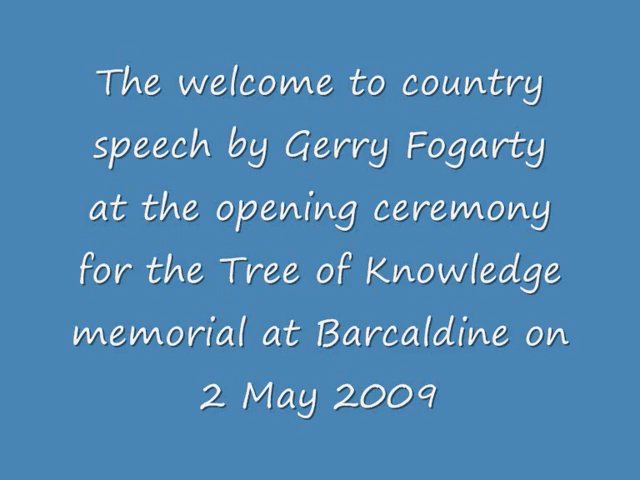 The welcome to country
speech by Gerry Fogarty
at the opening ceremony
for the Tree of Knowledge
memorial at Barcaldine on
2 May 2009